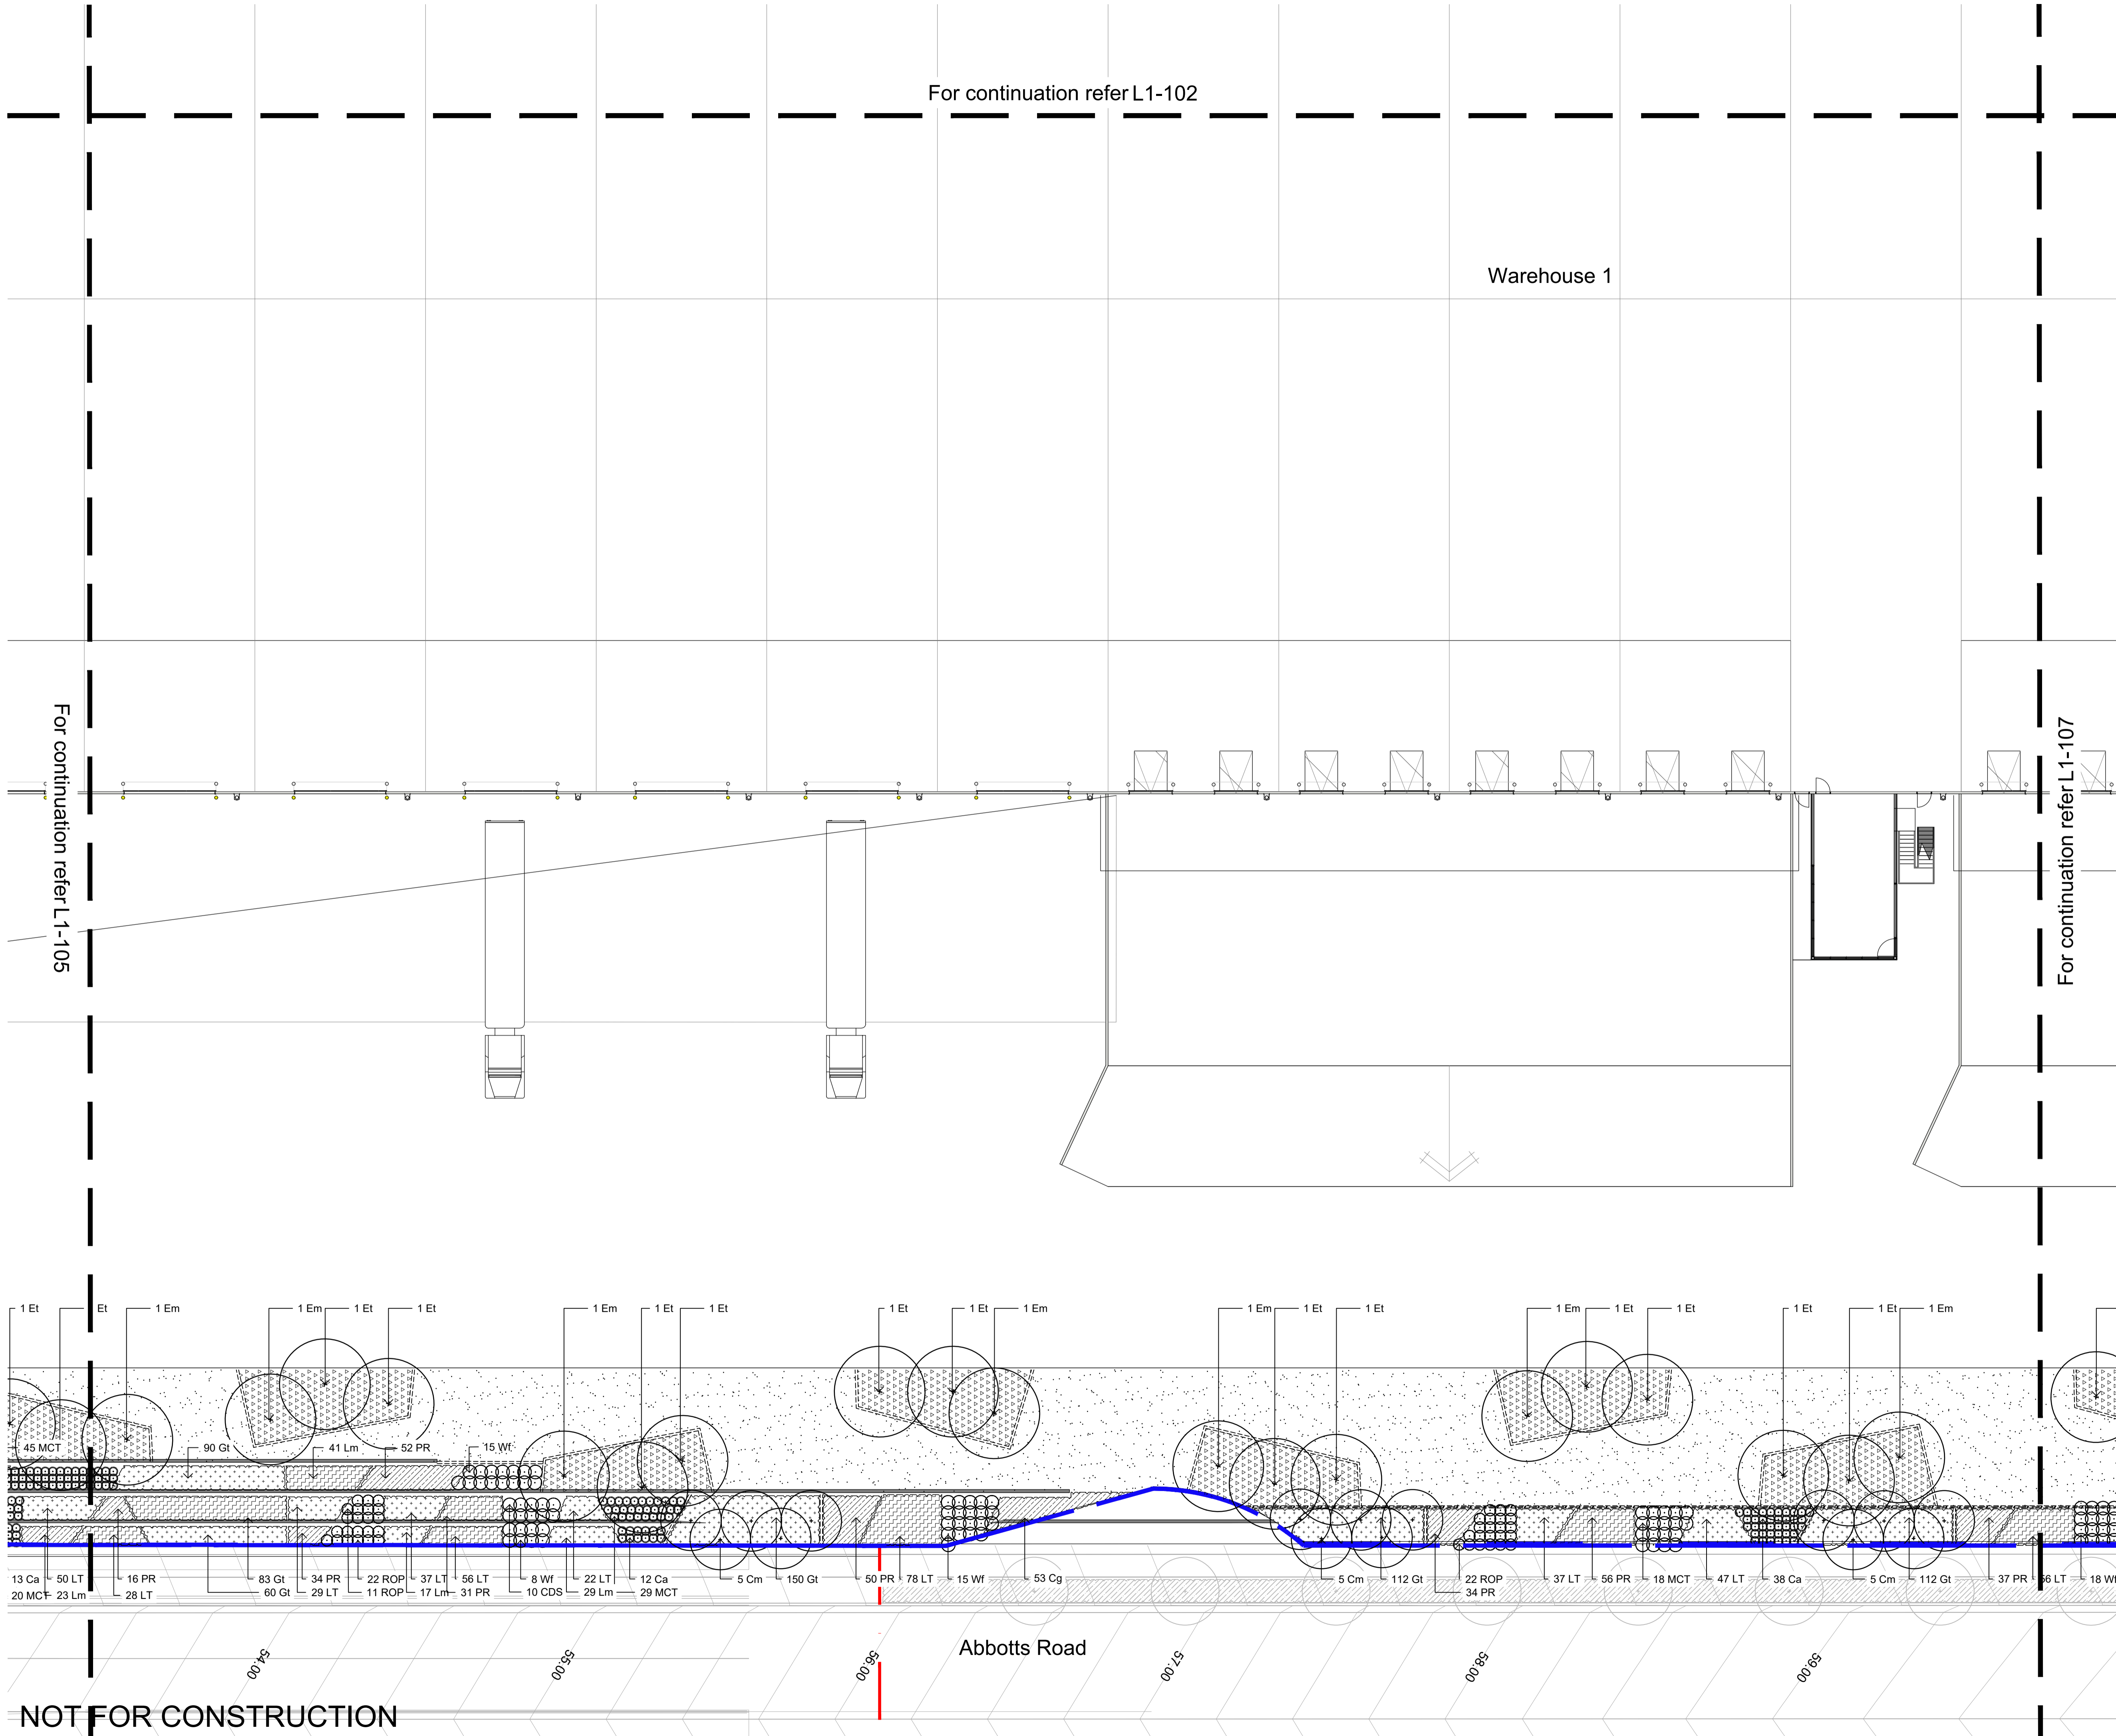 For continuation refer L1-102
Warehouse 1
For continuation refer L1-105
For continuation refer L1-107
1 Et
Et
1 Em
1 Em
1 Et
1 Et
1 Em
1 Et
1 Et
1 Et
1 Et
1 Em
1 Em
1 Et
1 Et
1 Em
1 Et
1 Et
1 Et
1 Et
1 Em
45 MCT
90 Gt
41 Lm
52 PR
15 Wf
13 Ca
50 LT
16 PR
83 Gt
34 PR
22 ROP
37 LT
56 LT
8 Wf
22 LT
12 Ca
5 Cm
150 Gt
50 PR
78 LT
15 Wf
53 Cg
5 Cm
112 Gt
22 ROP
37 LT
56 PR
18 MCT
47 LT
38 Ca
5 Cm
112 Gt
37 PR
56 LT
18 Wf
20 MCT
23 Lm
28 LT
60 Gt
29 LT
11 ROP
17 Lm
31 PR
10 CDS
29 Lm
29 MCT
34 PR
Abbotts Road
54.00
55.00
56.00
57.00
58.00
59.00
NOT FOR CONSTRUCTION